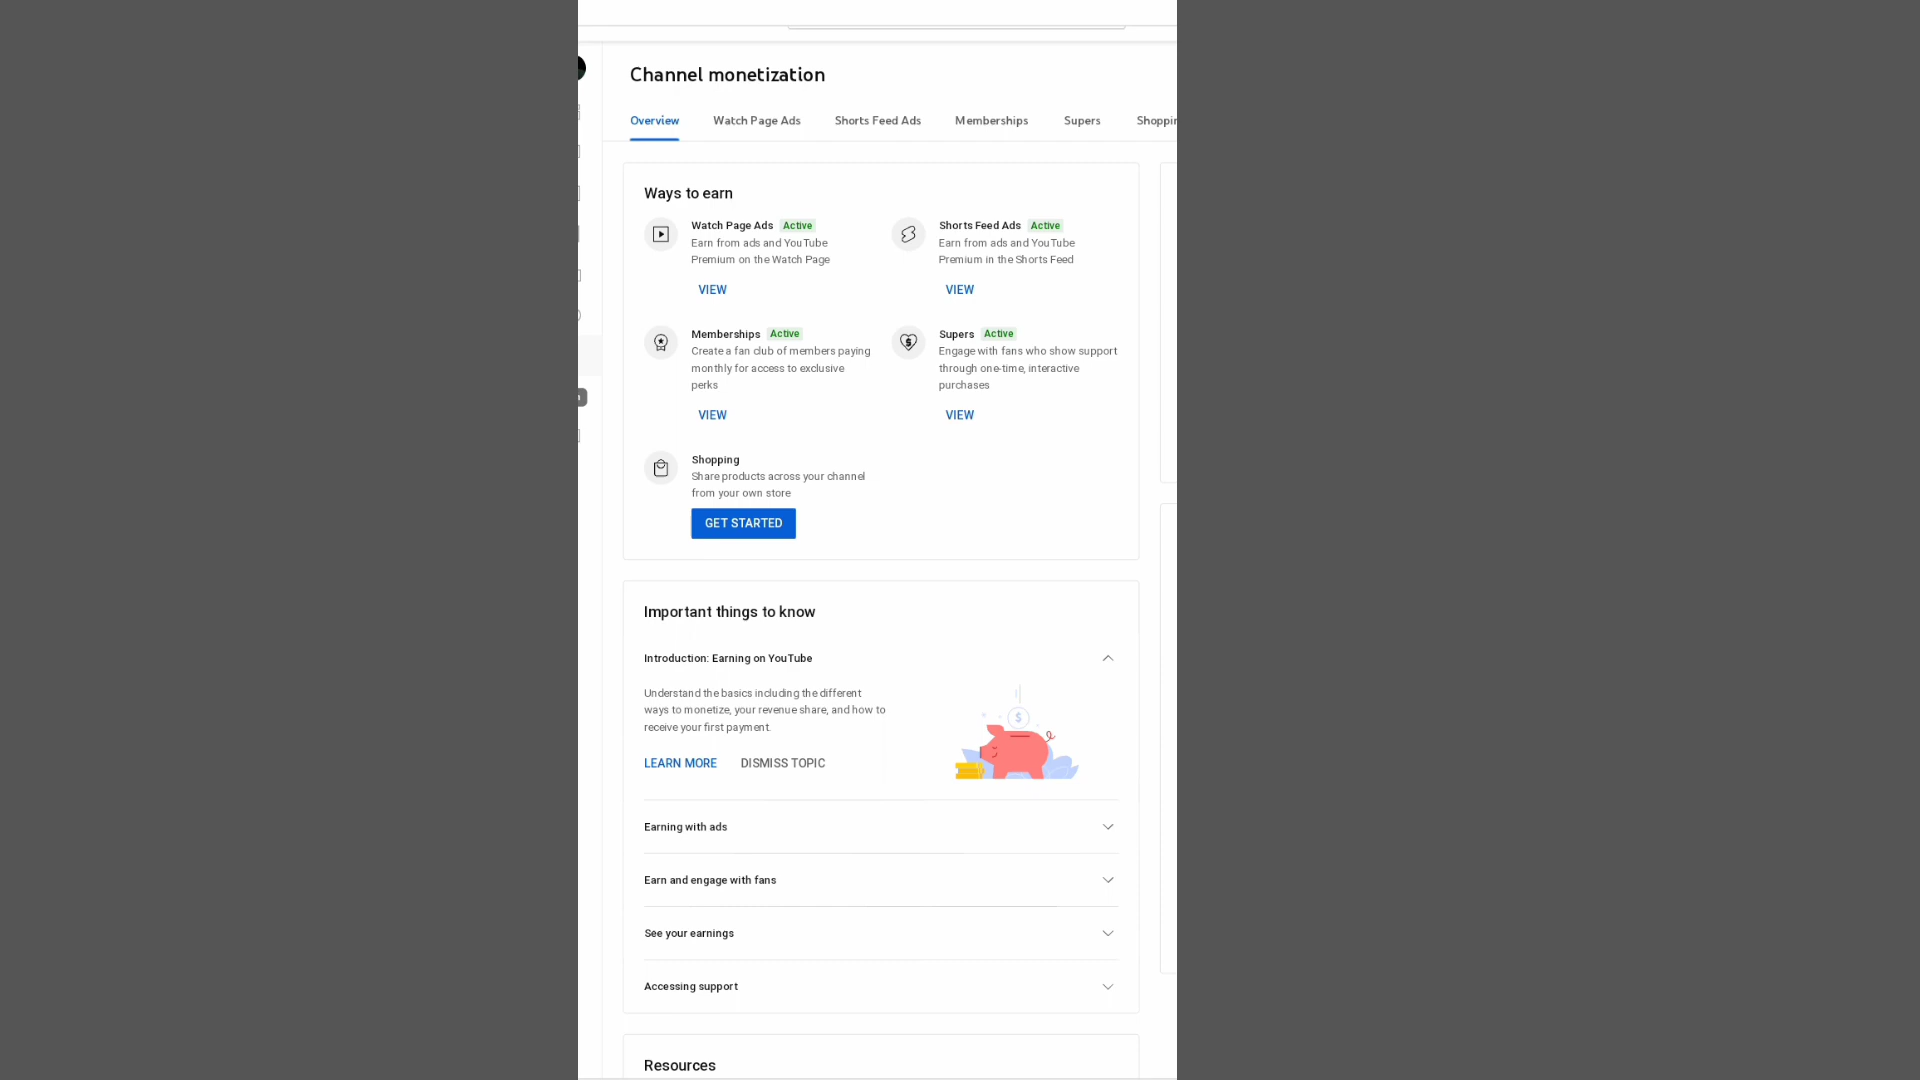 Channel monetization
Overview
Watch Page Ads
Shorts Feed Ads
Memberships
Supers
Shoppin
Ways to earn
Watch Page Ads Active
Earn from ads and YouTube
Premium on the Watch Page
VIEW
Shorts Feed Ads Active
Earn from ads and YouTube
Premium in the Shorts Feed
VIEW
Memberships Active
Create a fan club of members paying
monthly for access to exclusive
perks
VIEW
Supers Active
Engage with fans who show support
through one-time, interactive
purchases
VIEW
Shopping
Share products across your channel
from your own store
GET STARTED
Important things to know
Introduction: Earning on YouTube
Understand the basics including the different
ways to monetize, your revenue share, and how to
receive your first payment.
LEARN MORE
DISMISS TOPIC
Earning with ads
Earn and engage with fans
See your earnings
Accessing support
Resources